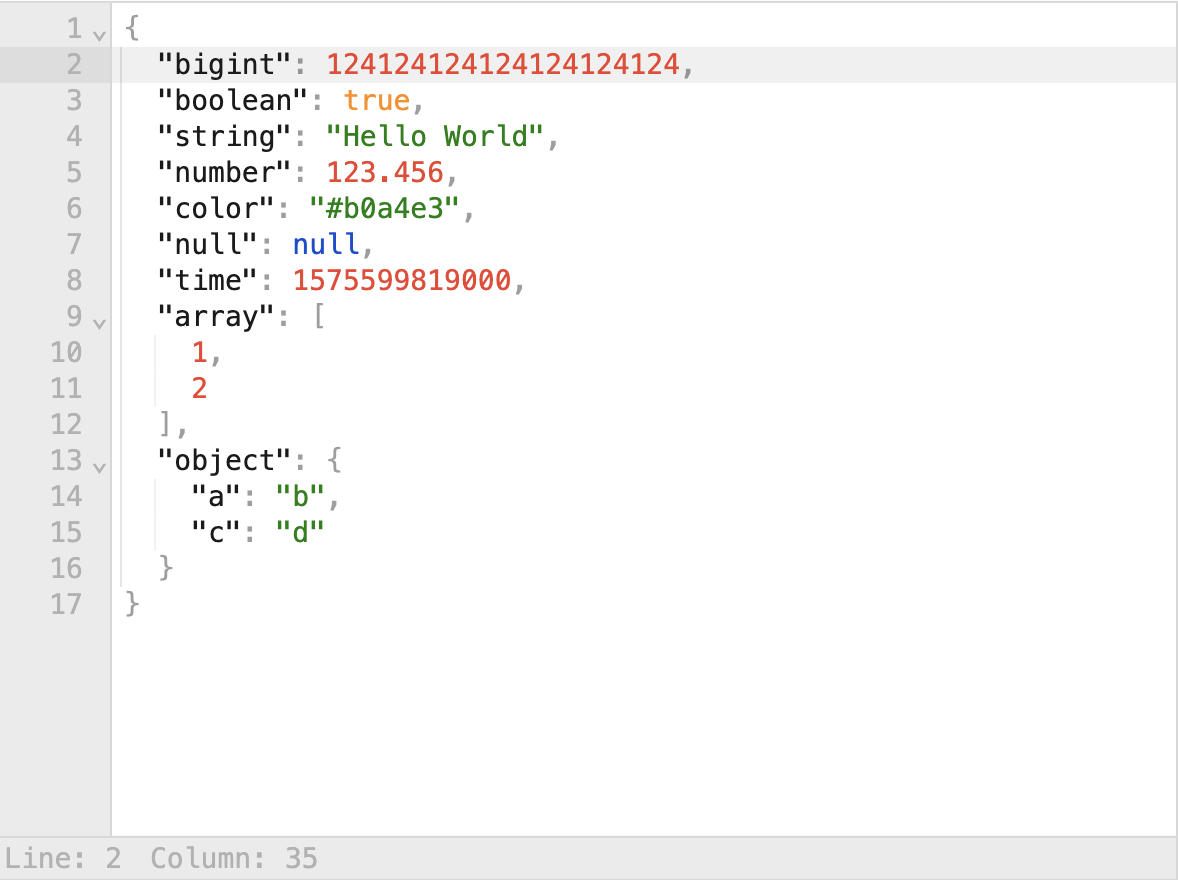 1 {
2 "bigint": 124124124124124124124,
3 "boolean": true,
4 "string": "Hello World",
5 "number": 123.456,
6 "color": "#b0a4e3",
7 "null": null,
8 "time": 1575599819000,
9 "array": [
10 1,
11 2
12 ],
13 "object": {
14 "a": "b",
15 "c": "d"
16 }
17 }
Line: 2 Column: 35